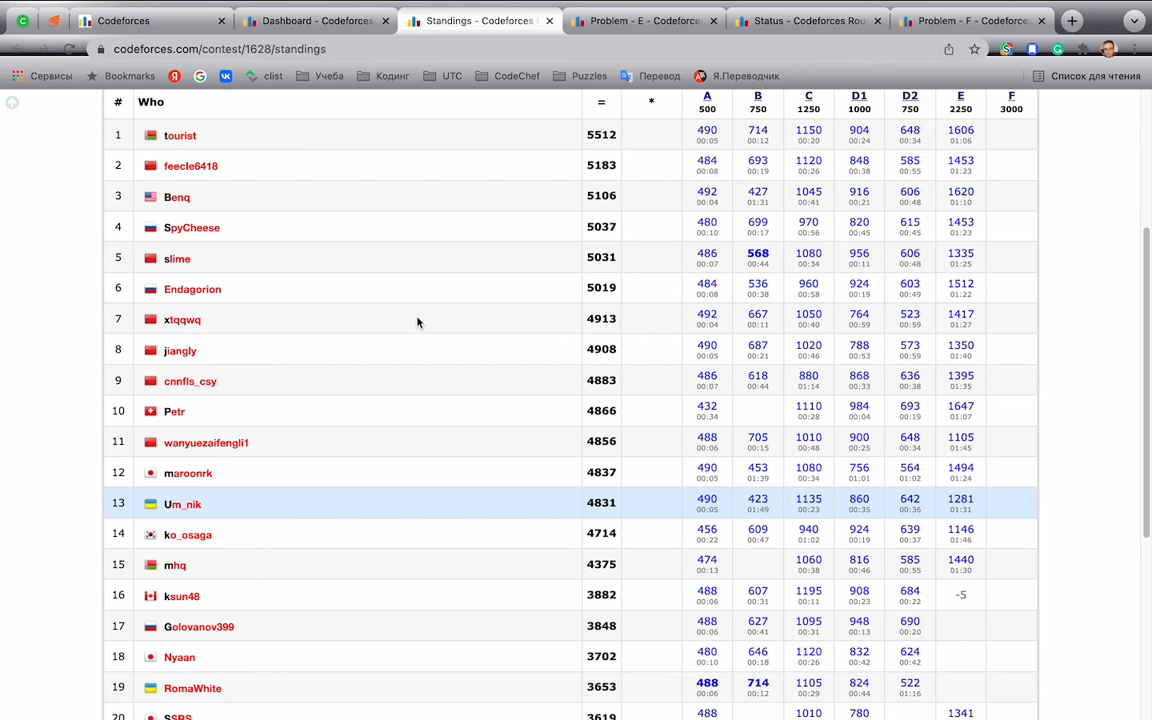 Codeforces
Dashboard - Codeforces
Standings - Codeforces
Problem - E - Codeforce
Status - Codeforces Rou
Problem - F - Codeforce
codeforces.com/contest/1628/standings
Сервисы Bookmarks clist Учеба Кодинг UTC CodeChef Puzzles Перевод Я.Переводчик Список для чтения
# Who = * A B C D1 D2 E F
500 750 1250 1000 750 2250 3000
1 tourist 5512 490 714 1150 904 648 1606
00:05 00:12 00:20 00:24 00:34 01:06
2 feecle6418 5183 484 693 1120 848 585 1453
00:08 00:19 00:26 00:38 00:55 01:23
3 Benq 5106 492 427 1045 916 606 1620
00:04 01:31 00:41 00:21 00:48 01:10
4 SpyCheese 5037 480 699 970 820 615 1453
00:10 00:17 00:56 00:45 00:45 01:23
5 slime 5031 486 568 1080 956 606 1335
00:07 00:44 00:34 00:11 00:48 01:25
6 Endagorion 5019 484 536 960 924 603 1512
00:08 00:38 00:58 00:19 00:49 01:22
7 xtqqwq 4913 492 667 1050 764 523 1417
00:04 00:11 00:40 00:59 00:59 01:27
8 jiangly 4908 490 687 1020 788 573 1350
00:05 00:21 00:46 00:53 00:59 01:40
9 cnnfls_csy 4883 486 618 880 868 636 1395
00:07 00:44 01:14 00:33 00:38 01:35
10 Petr 4866 432 1110 984 693 1647
00:34 00:28 00:04 00:19 01:07
11 wanyuezaifengli1 4856 488 705 1010 900 648 1105
00:06 00:15 00:48 00:25 00:34 01:45
12 maroonrk 4837 490 453 1080 756 564 1494
00:05 01:39 00:34 01:01 01:02 01:24
13 Um_nik 4831 490 423 1135 860 642 1281
00:05 01:49 00:23 00:35 00:36 01:31
14 ko_osaga 4714 456 609 940 924 639 1146
00:22 00:47 01:02 00:19 00:37 01:46
15 mhq 4375 474 1060 816 585 1440
00:13 00:38 00:46 00:55 01:30
16 ksun48 3882 488 607 1195 908 684 -5
00:06 00:31 00:11 00:23 00:22
17 Golovanov399 3848 488 627 1095 948 690
00:06 00:41 00:31 00:13 00:20
18 Nyaan 3702 480 646 1120 832 624
00:10 00:18 00:26 00:42 00:42
19 RomaWhite 3653 488 714 1105 824 522
00:06 00:12 00:29 00:44 01:16
20 SSRS 3619 488 1010 780 1341